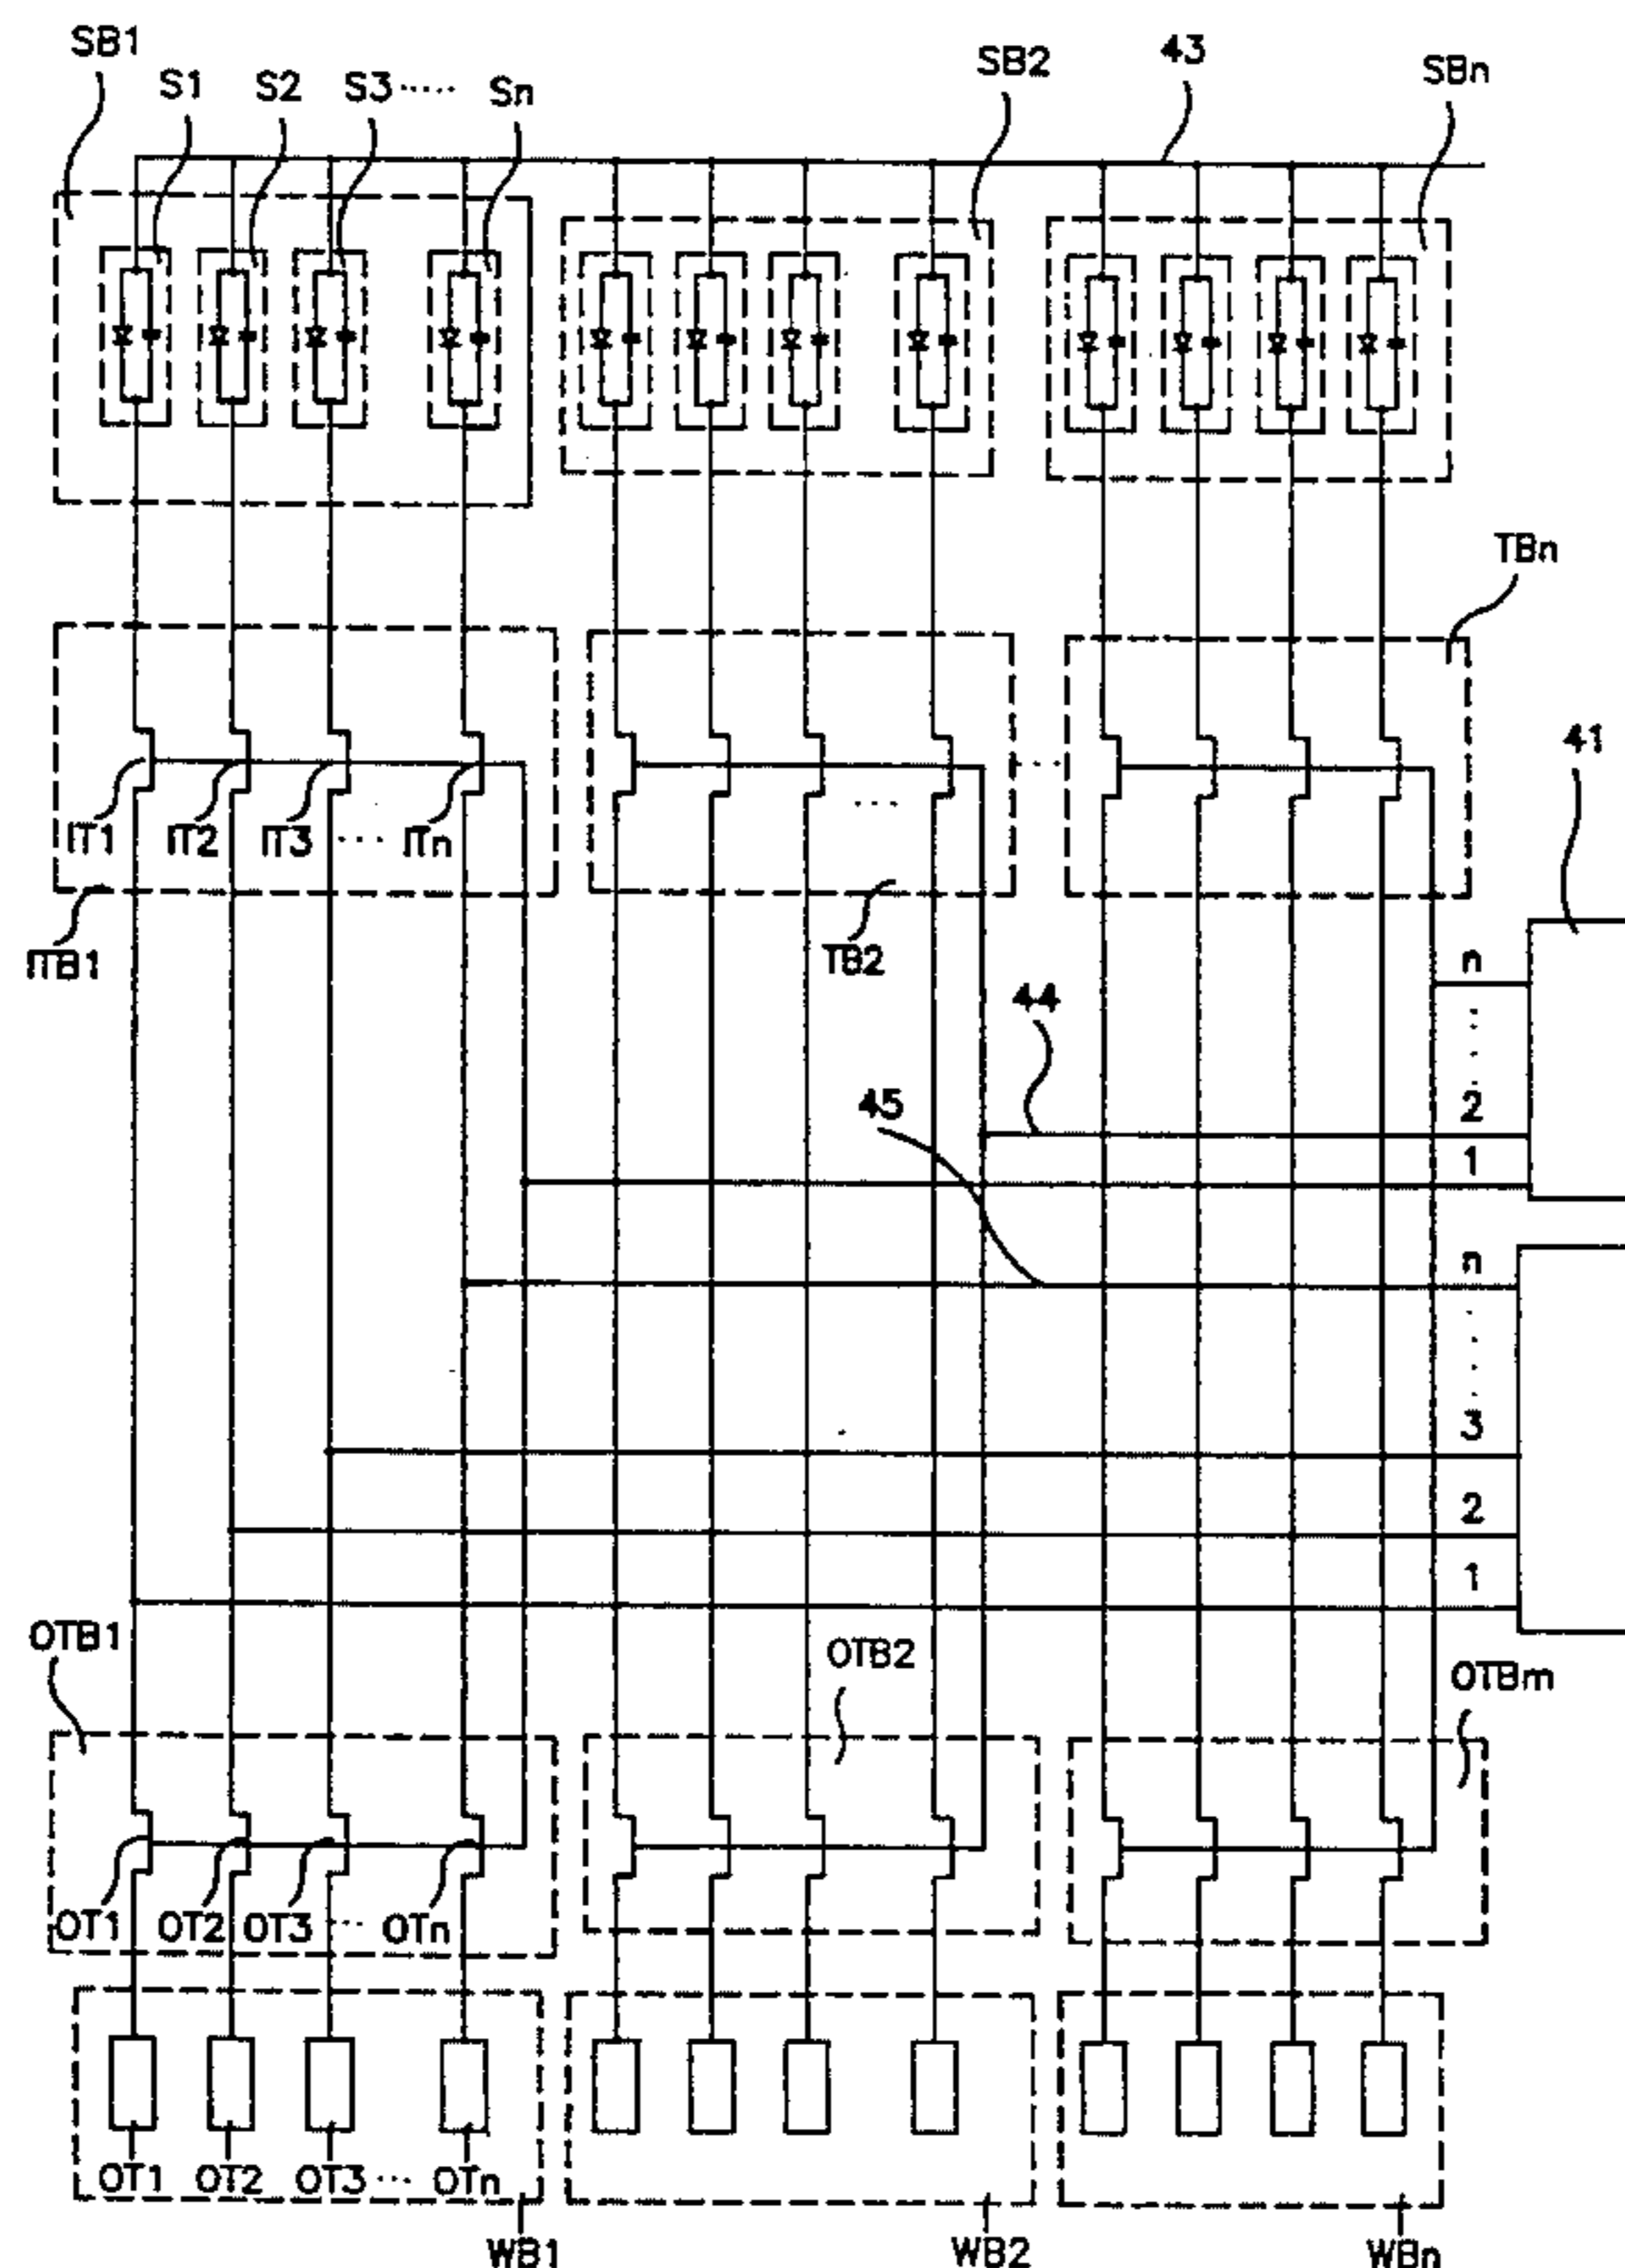 SB1
S1 S2 S3 ····· Sn
SB2
43
SBn
TBn
41
IT1 IT2 IT3 ··· ITn
····
····
ITB1
TB2
n
44
2
45
1
n
3
2
1
OTB1
OTB2
OTBm
OT1 OT2 OT3 ··· OTn
OT1 OT2 OT3 ··· OTn
WB1
WB2
WBn